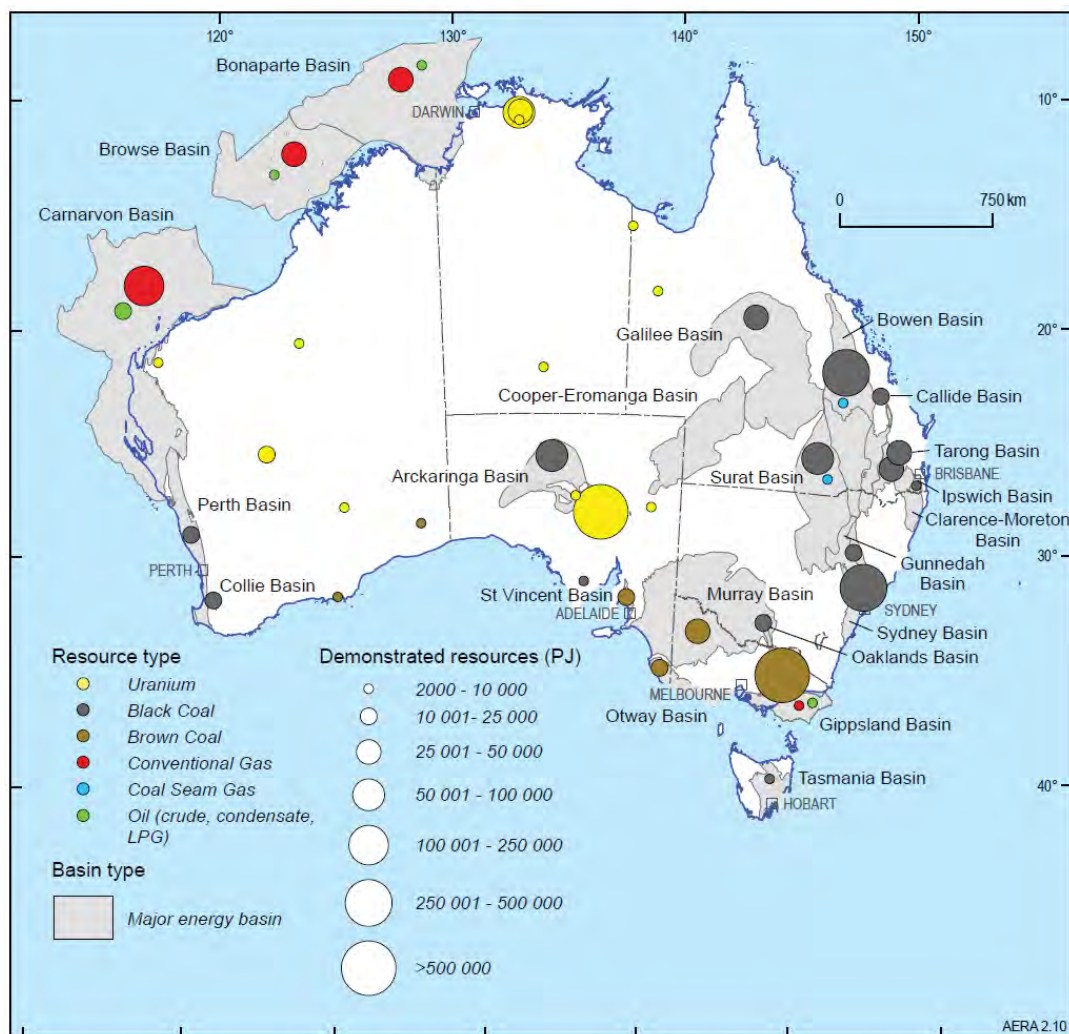 120°
130°
140°
150°
Bonaparte Basin
DARWIN
10°
Browse Basin
Carnarvon Basin
0
750 km
Galilee Basin
Bowen Basin
20°
Cooper-Eromanga Basin
Callide Basin
Arckaringa Basin
Surat Basin
Tarong Basin
BRISBANE
Ipswich Basin
Perth Basin
Clarence-Moreton
Basin
Gunnedah
Basin
30°
PERTH
Collie Basin
St Vincent Basin
ADELAIDE
Murray Basin
SYDNEY
Sydney Basin
Oaklands Basin
MELBOURNE
Otway Basin
Gippsland Basin
Tasmania Basin
40°
HOBART
Resource type
Uranium
Black Coal
Brown Coal
Conventional Gas
Coal Seam Gas
Oil (crude, condensate,
LPG)
Basin type
Major energy basin
Demonstrated resources (PJ)
2000 - 10 000
10 001- 25 000
25 001 - 50 000
50 001 - 100 000
100 001 - 250 000
250 001 - 500 000
>500 000
AERA 2.10